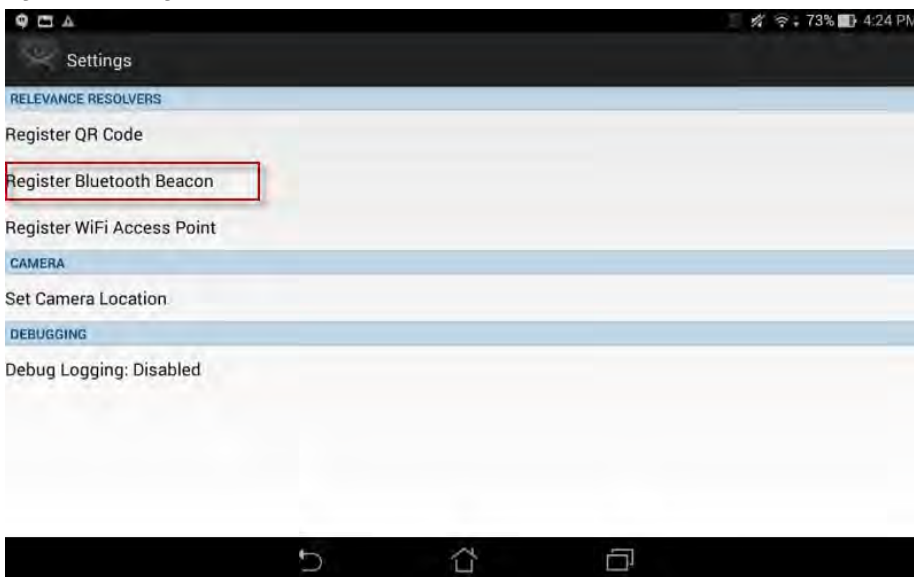 73% 4:24 PM
Settings
RELEVANCE RESOLVERS
Register QR Code
Register Bluetooth Beacon
Register WiFi Access Point
CAMERA
Set Camera Location
DEBUGGING
Debug Logging: Disabled